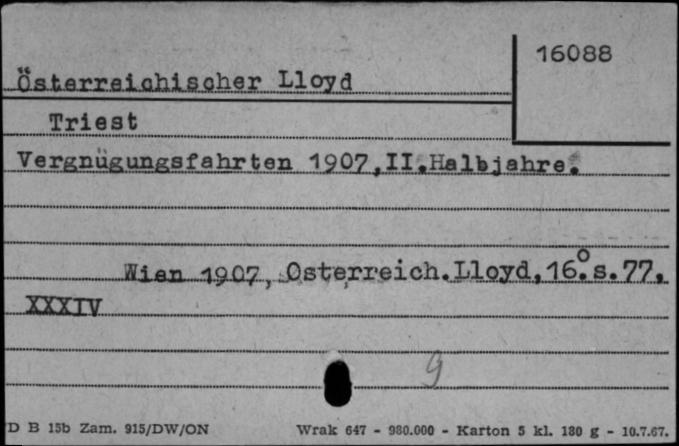 16088
Österreichischer Lloyd
Triest
Vergnügungsfahrten 1907,II.Halbjahre.
Wien 1907, Osterreich.Lloyd,16.° s.77,
XXXIV
9
D B 15b Zam. 915/DW/ON Wrak 647 - 980.000 - Karton 5 kl. 180 g - 10.7.67.